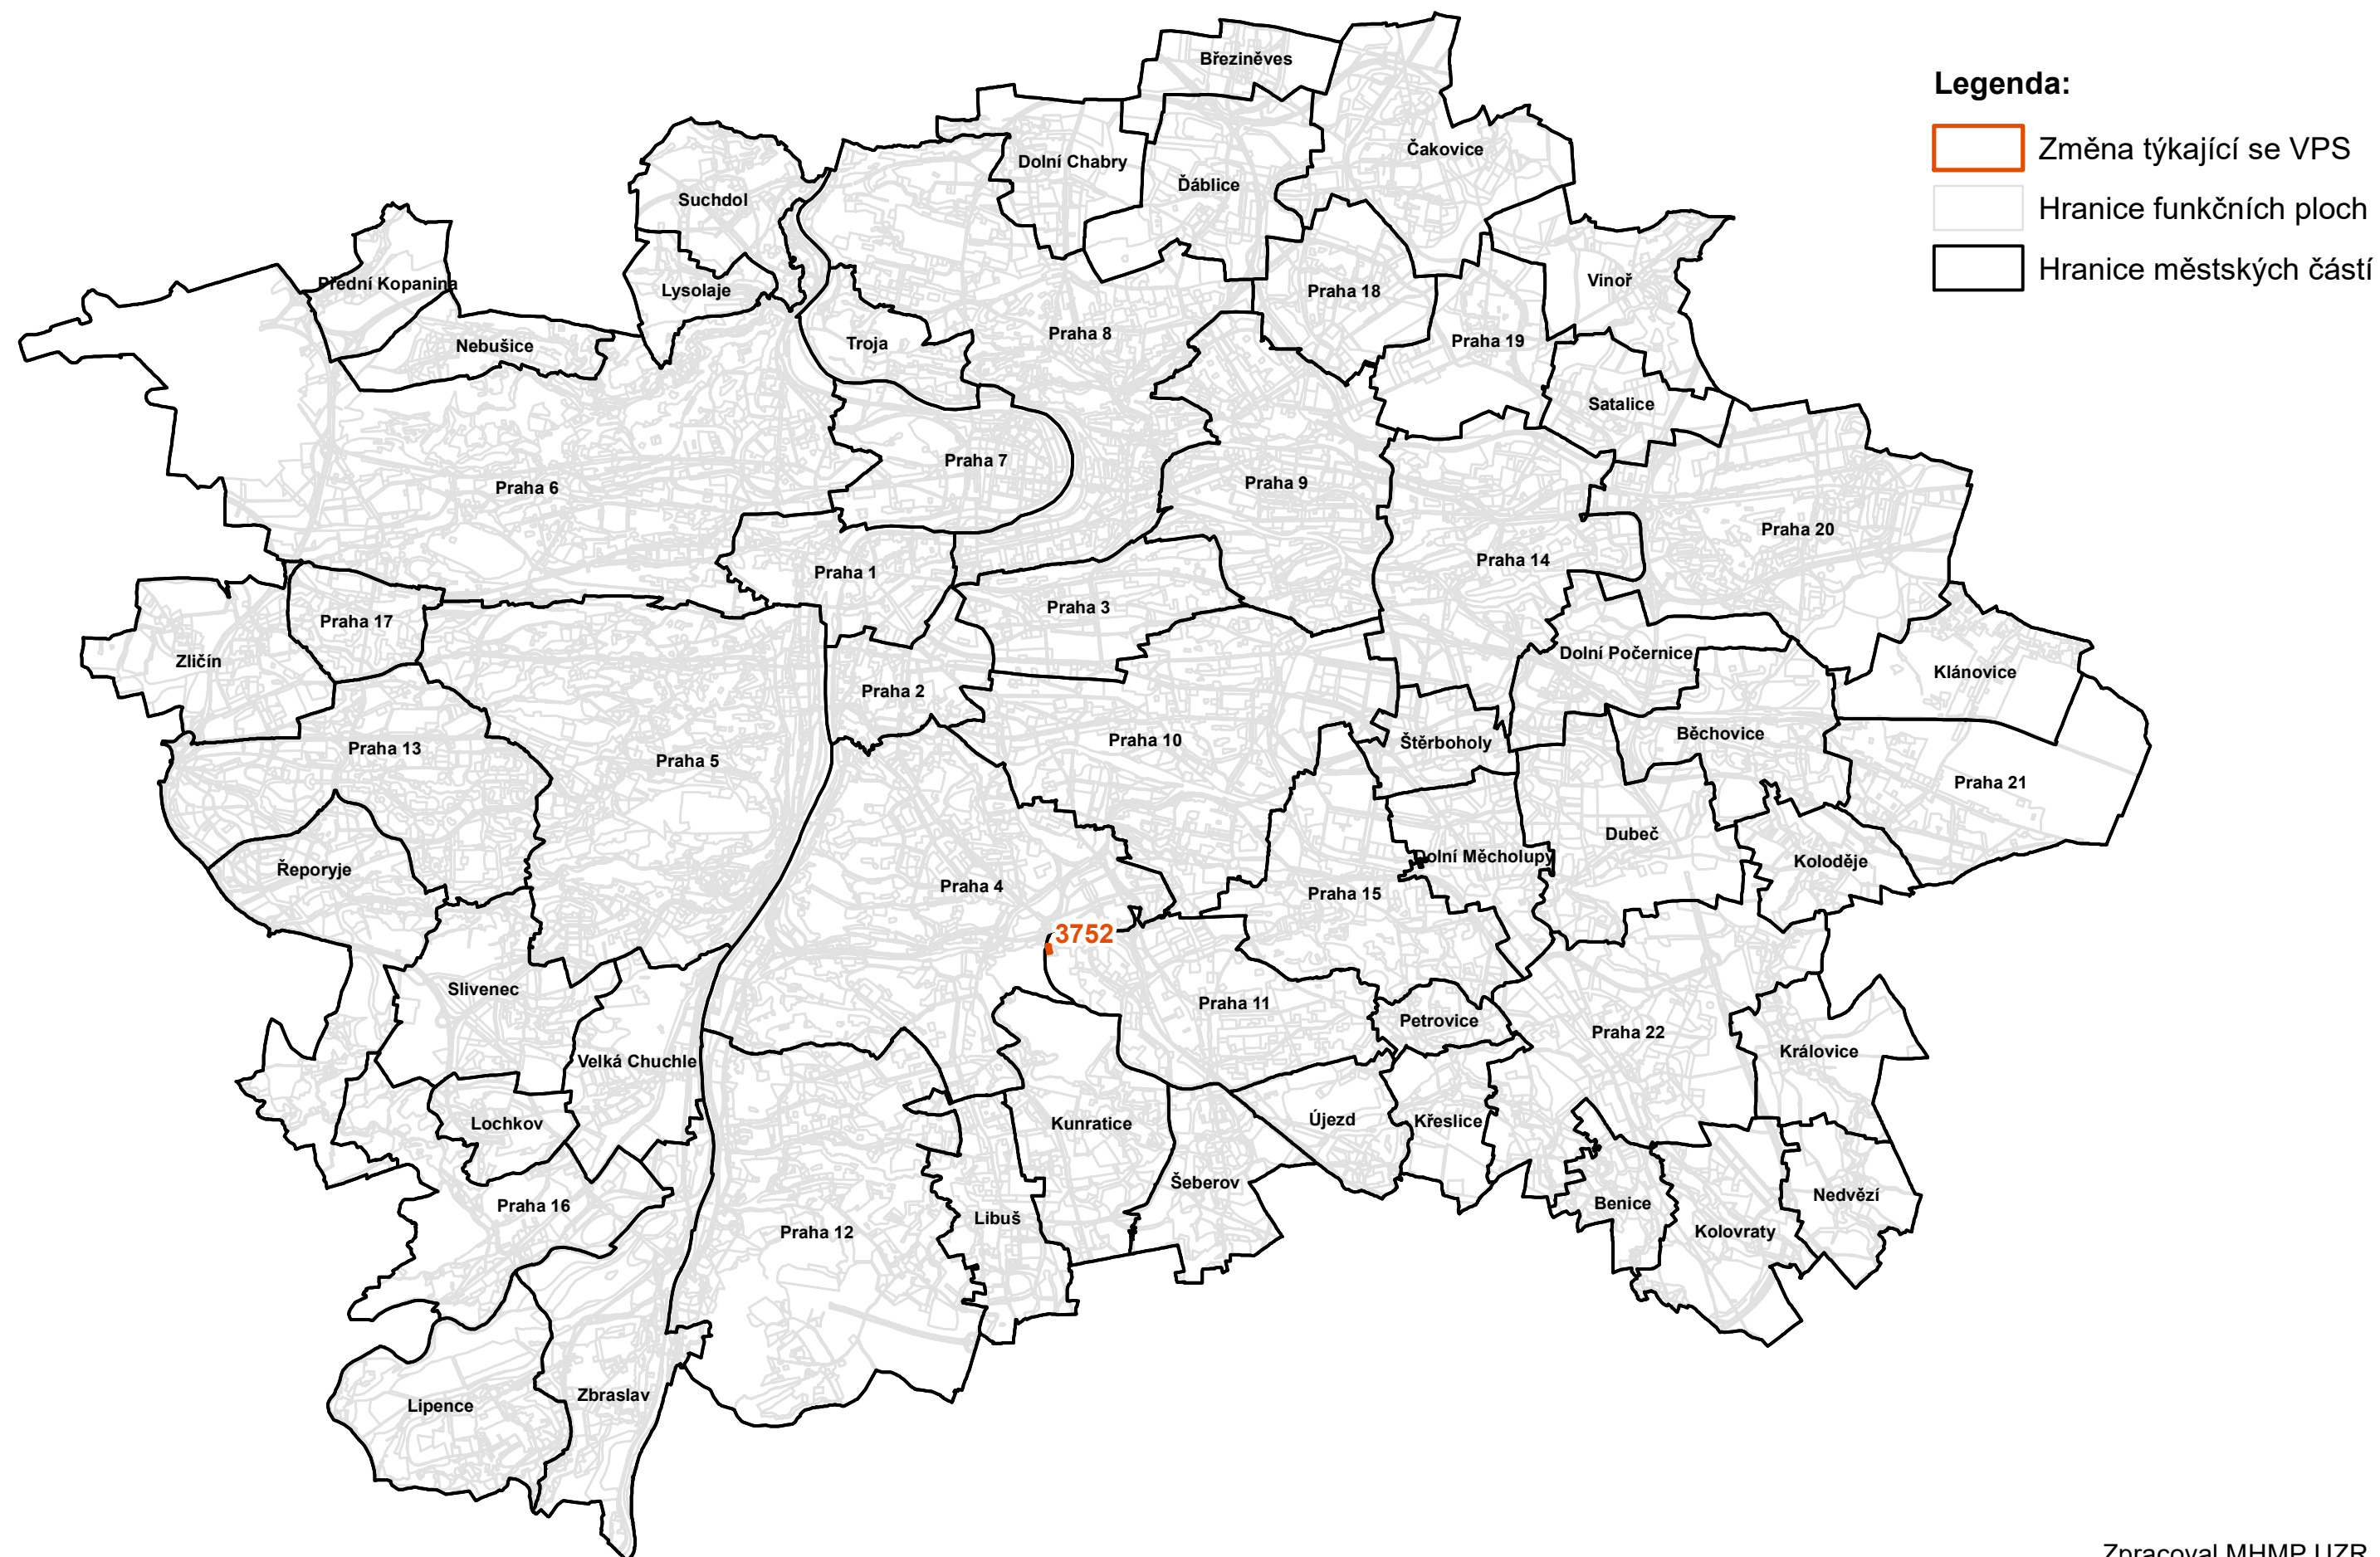 Březiněves
Legenda:
Změna týkající se VPS
Hranice funkčních ploch
Hranice městských částí
Dolní Chabry
Čakovice
Ďáblice
Suchdol
Přední Kopanina
Lysolaje
Praha 18
Vinoř
Nebušice
Troja
Praha 8
Praha 19
Satalice
Praha 7
Praha 6
Praha 9
Praha 20
Praha 14
Praha 1
Praha 3
Praha 17
Zličín
Dolní Počernice
Klánovice
Praha 2
Praha 13
Praha 5
Praha 10
Štěrboholy
Běchovice
Praha 21
Dubeč
Řeporyje
Praha 4
Praha 15
Dolní Měcholupy
Koloděje
3752
Slivenec
Praha 11
Petrovice
Praha 22
Královice
Velká Chuchle
Lochkov
Kunratice
Újezd
Křeslice
Šeberov
Praha 16
Praha 12
Libuš
Benice
Nedvězí
Kolovraty
Lipence
Zbraslav
Zpracoval MHMP UZR